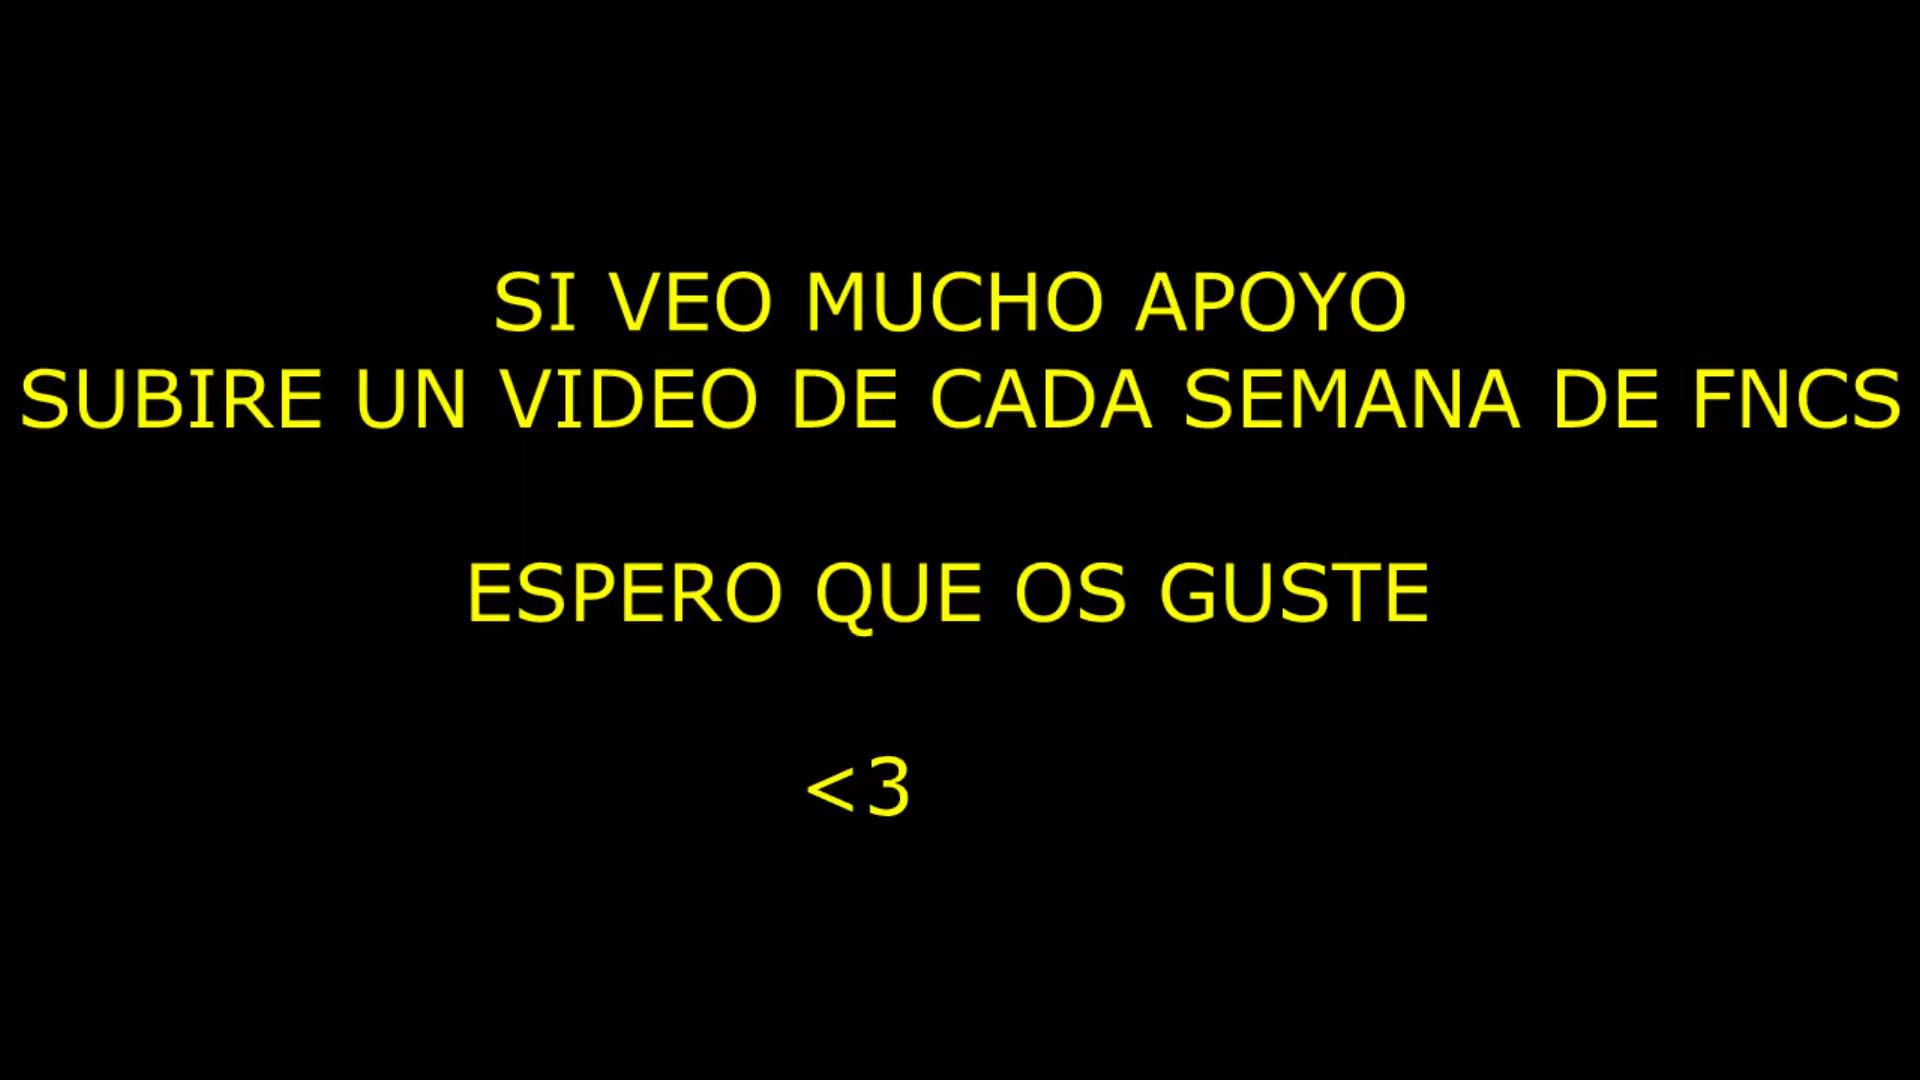 SI VEO MUCHO APOYO
SUBIRE UN VIDEO DE CADA SEMANA DE FNCS
ESPERO QUE OS GUSTE
<3